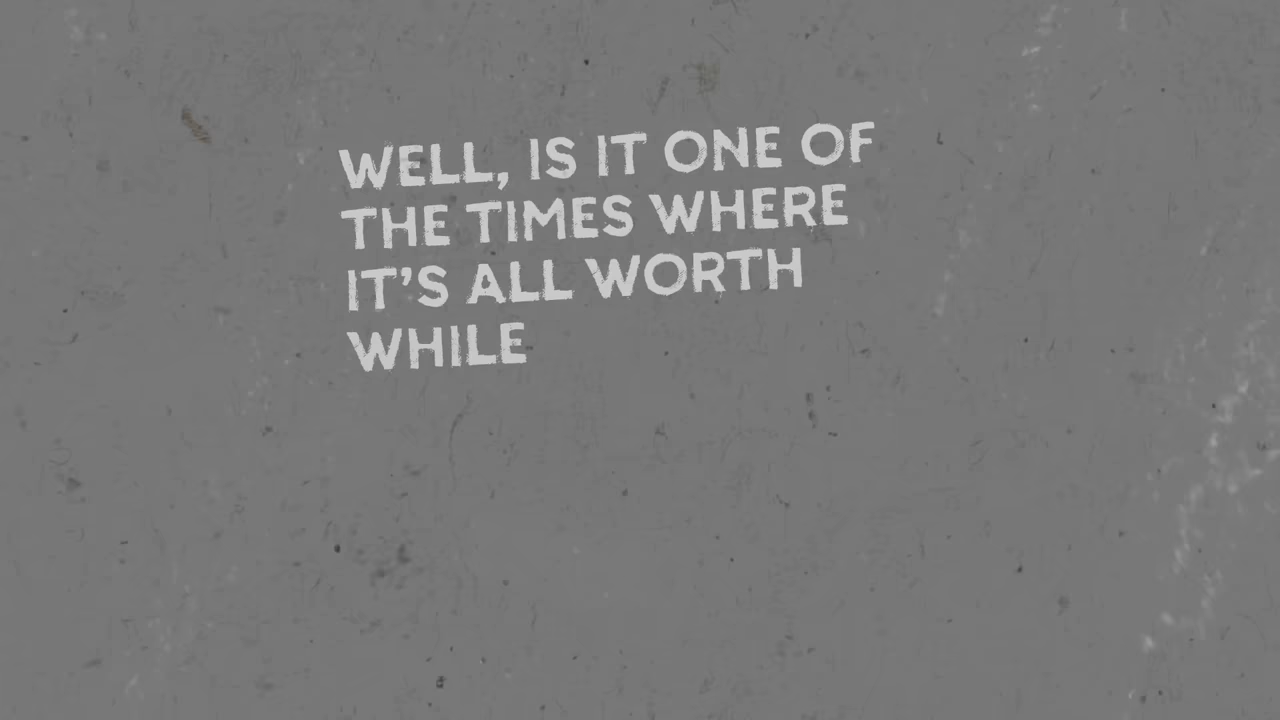 WELL, IS IT ONE OF
THE TIMES WHERE
IT’S ALL WORTH
WHILE